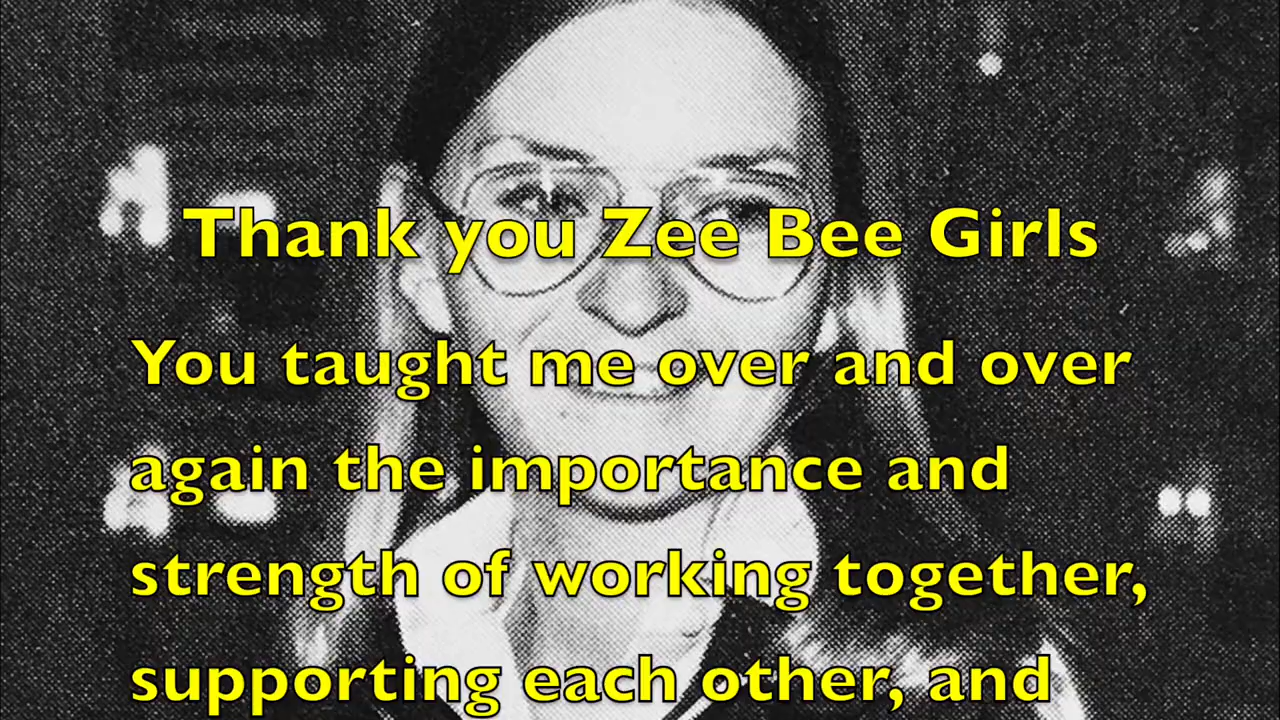 Thank you Zee Bee Girls
You taught me over and over
again the importance and
strength of working together,
supporting each other, and